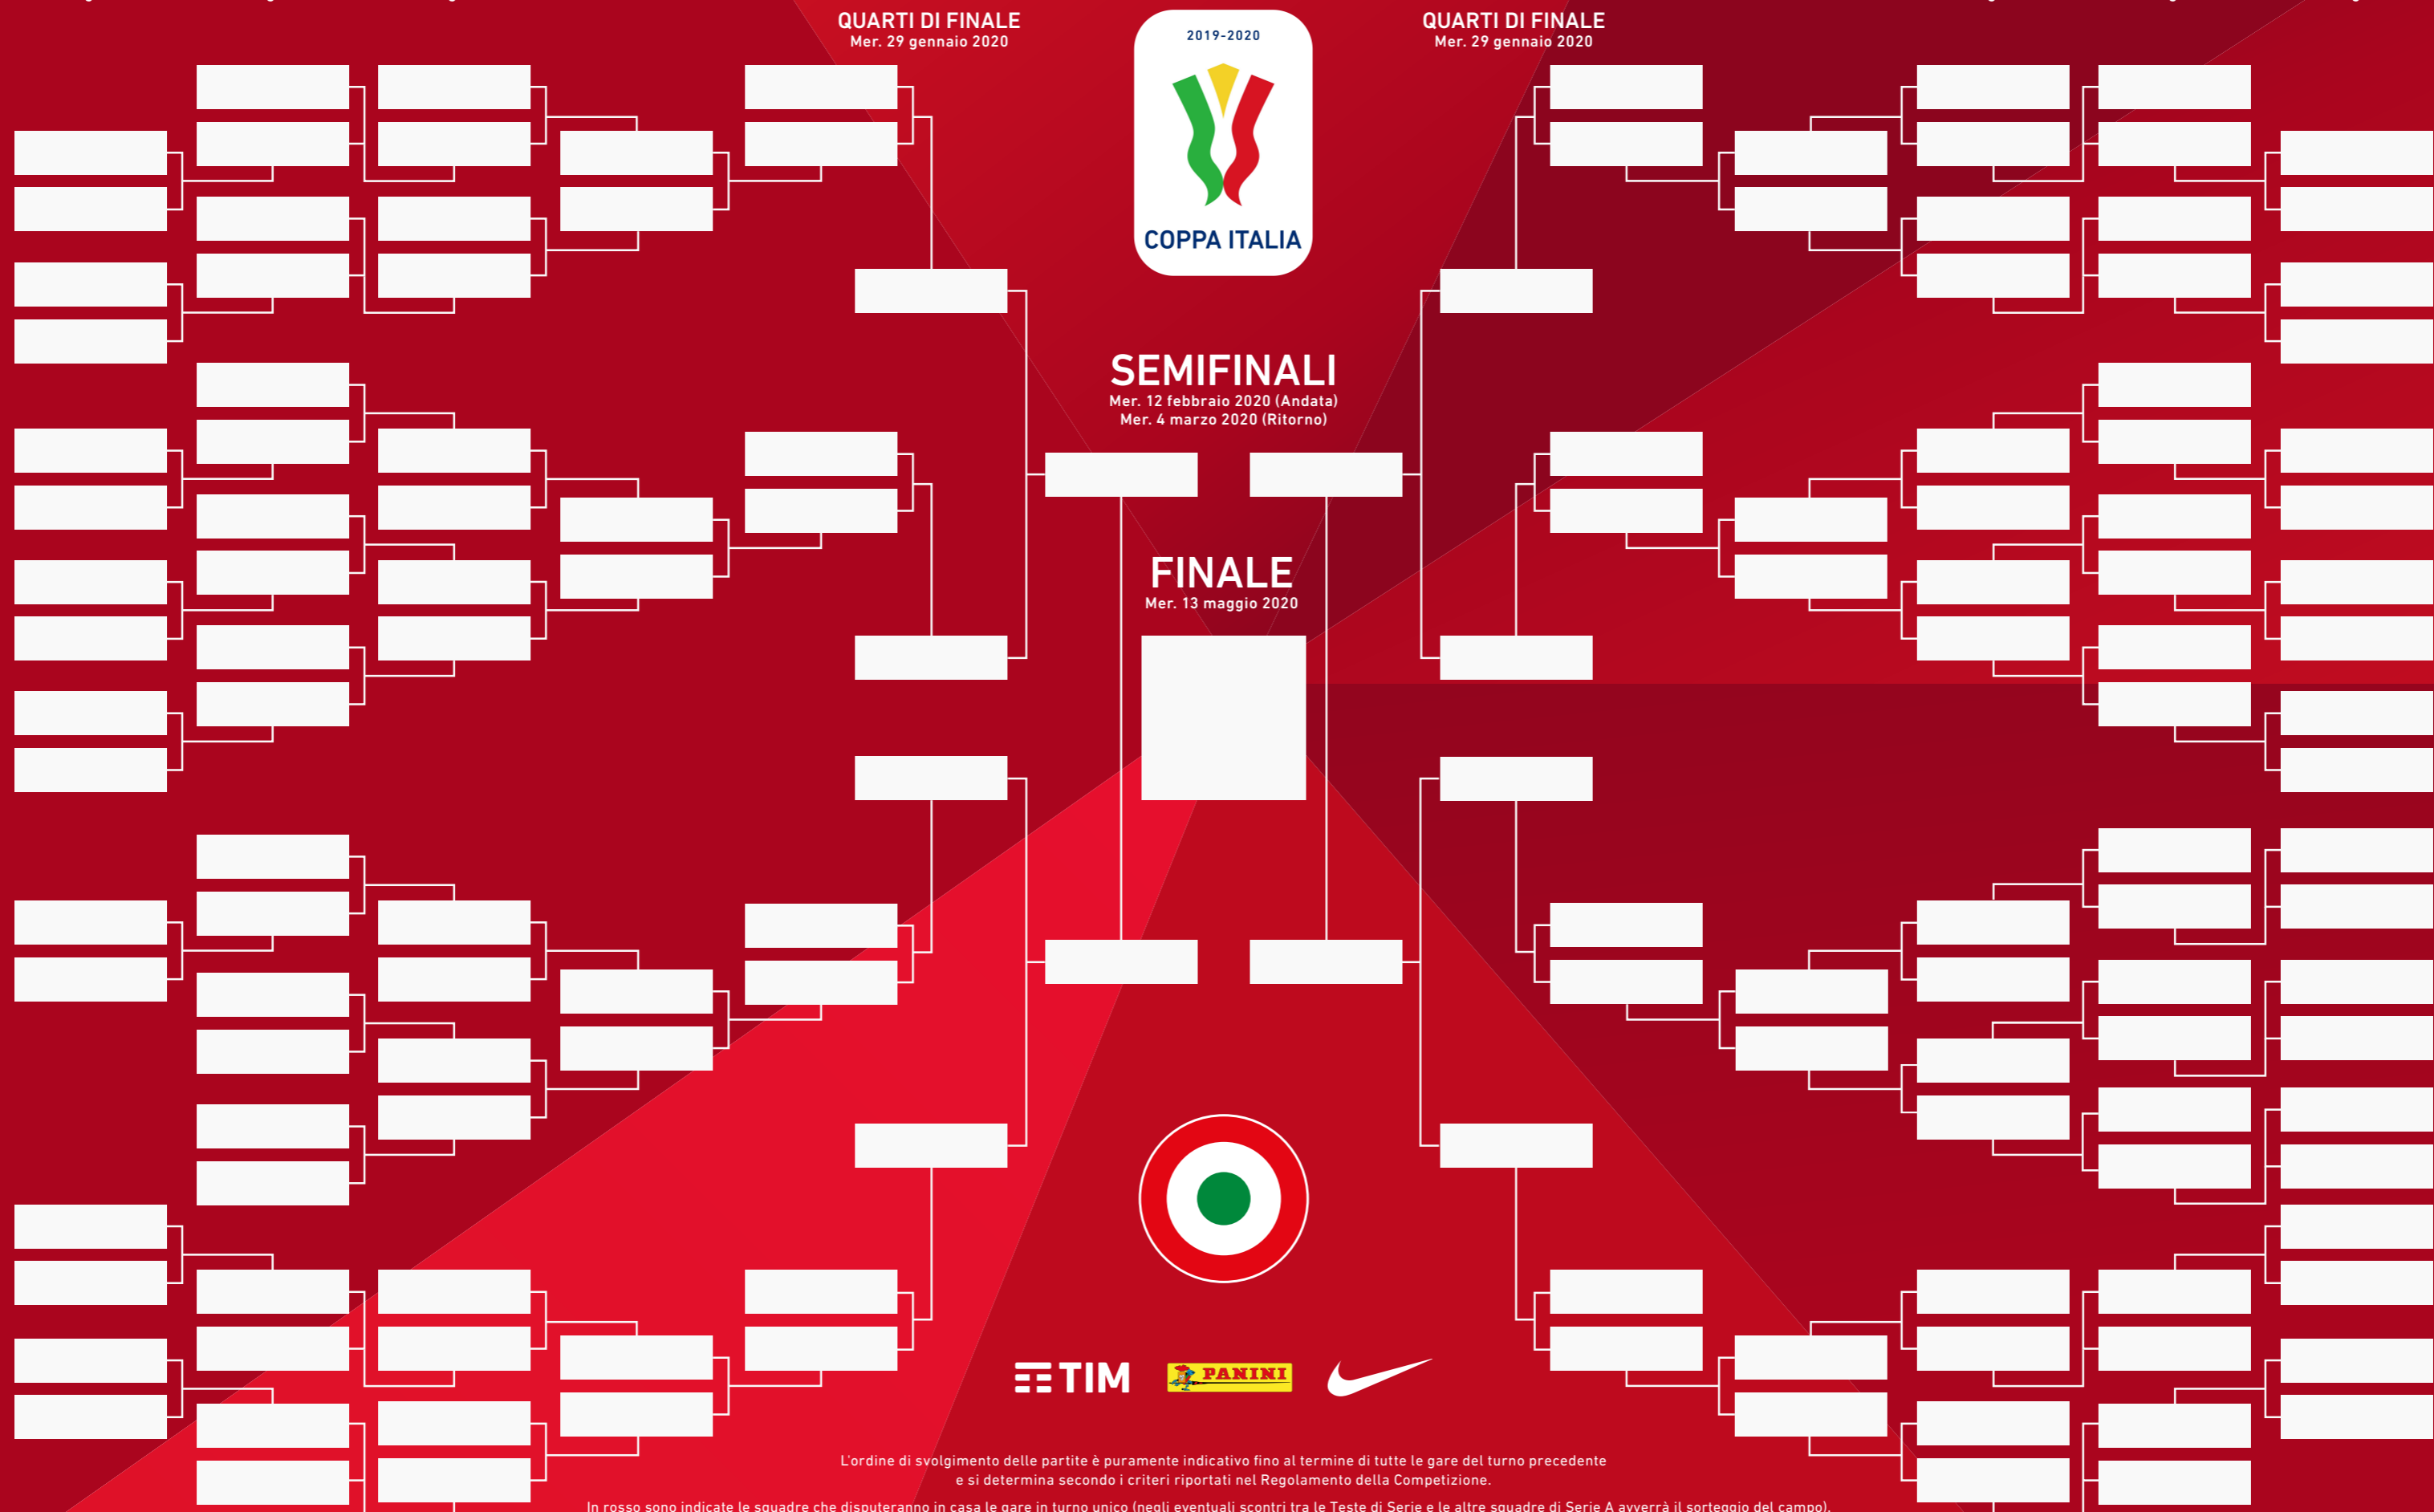 QUARTI DI FINALE
Mer. 29 gennaio 2020
QUARTI DI FINALE
Mer. 29 gennaio 2020
2019-2020
COPPA ITALIA
SEMIFINALI
Mer. 12 febbraio 2020 (Andata)
Mer. 4 marzo 2020 (Ritorno)
FINALE
Mer. 13 maggio 2020
TIM
PANINI
L'ordine di svolgimento delle partite è puramente indicativo fino al termine di tutte le gare del turno precedente
e si determina secondo i criteri riportati nel Regolamento della Competizione.
In rosso sono indicate le squadre che disputeranno in casa le gare in turno unico (negli eventuali scontri tra le Teste di Serie e le altre squadre di Serie A avverrà il sorteggio del campo).